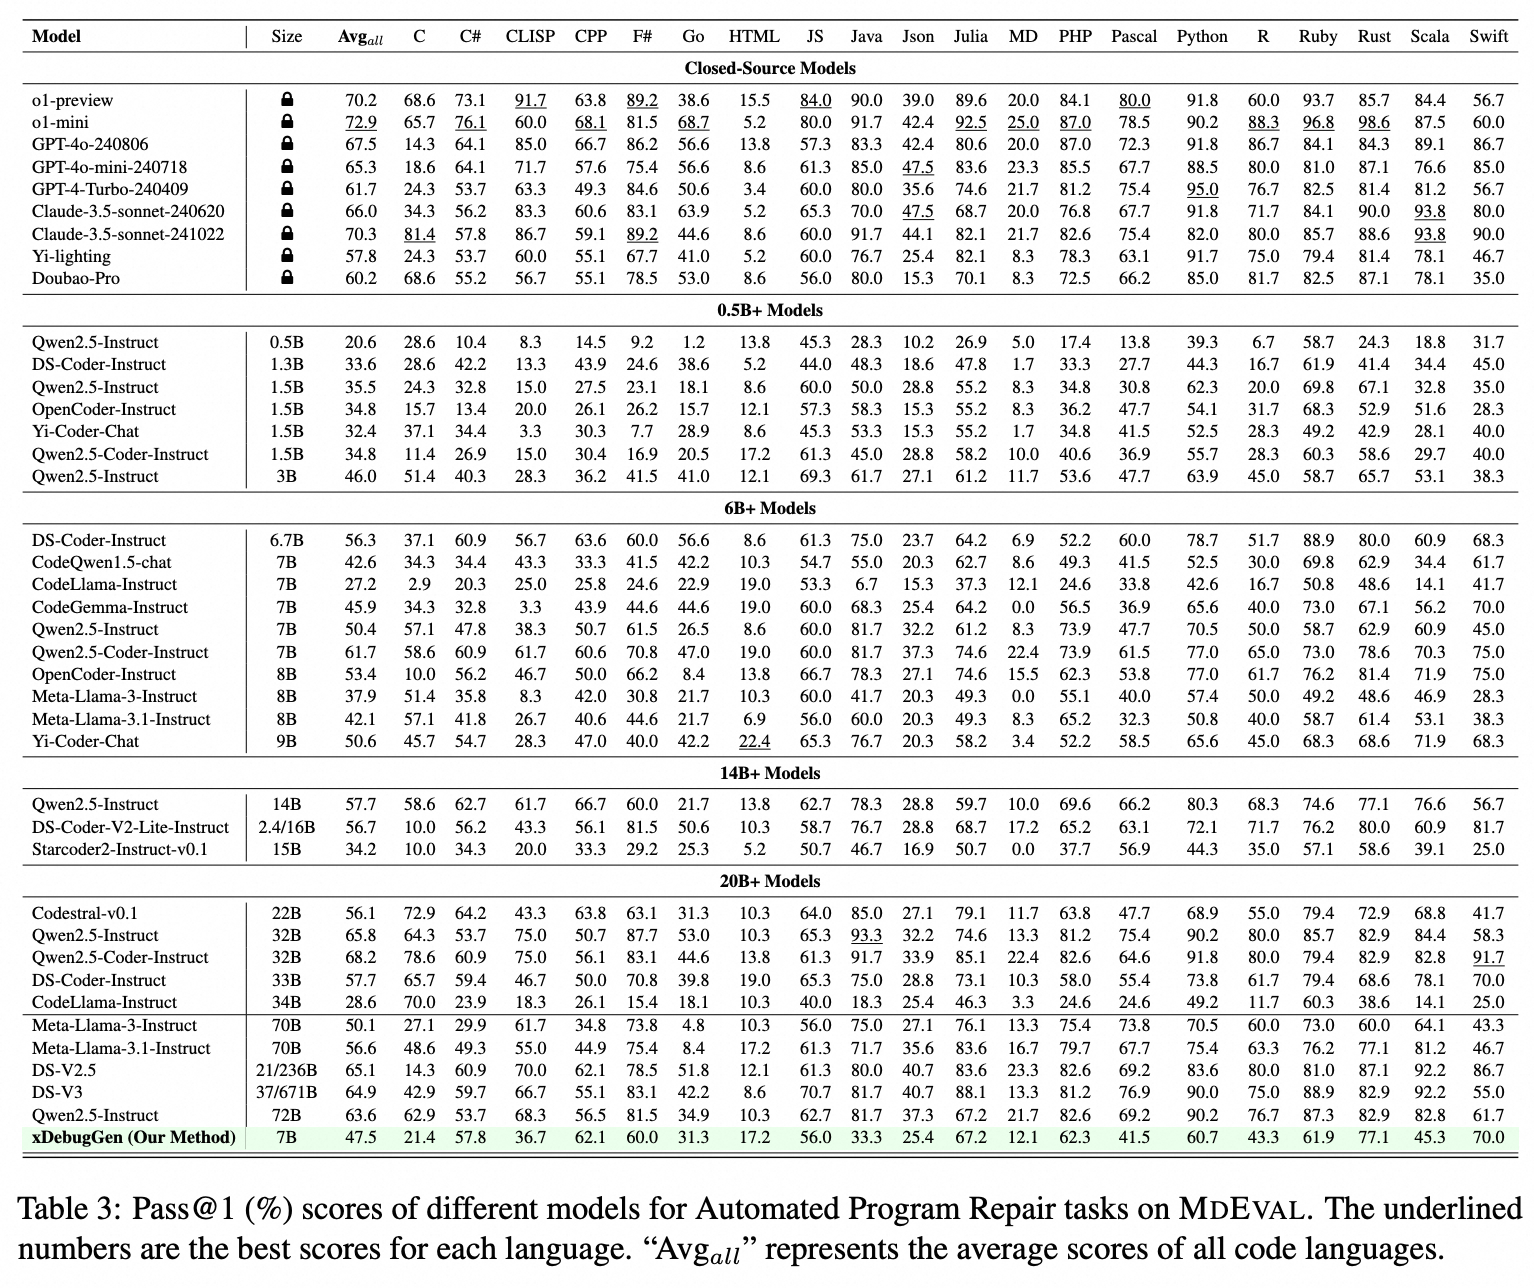 Model Size Avg_all C C# CLISP CPP F# Go HTML JS Java Json Julia MD PHP Pascal Python R Ruby Rust Scala Swift
Closed-Source Models
o1-preview 70.2 68.6 73.1 91.7 63.8 89.2 38.6 15.5 84.0 90.0 39.0 89.6 20.0 84.1 80.0 91.8 60.0 93.7 85.7 84.4 56.7
o1-mini 72.9 65.7 76.1 60.0 68.1 81.5 68.7 5.2 80.0 91.7 42.4 92.5 25.0 87.0 78.5 90.2 88.3 96.8 98.6 87.5 60.0
GPT-4o-240806 67.5 14.3 64.1 85.0 66.7 86.2 56.6 13.8 57.3 83.3 42.4 80.6 20.0 87.0 72.3 91.8 86.7 84.1 84.3 89.1 86.7
GPT-4o-mini-240718 65.3 18.6 64.1 71.7 57.6 75.4 56.6 8.6 61.3 85.0 47.5 83.6 23.3 85.5 67.7 88.5 80.0 81.0 87.1 76.6 85.0
GPT-4-Turbo-240409 61.7 24.3 53.7 63.3 49.3 84.6 50.6 3.4 60.0 80.0 35.6 74.6 21.7 81.2 75.4 95.0 76.7 82.5 81.4 81.2 56.7
Claude-3.5-sonnet-240620 66.0 34.3 56.2 83.3 60.6 83.1 63.9 5.2 65.3 70.0 47.5 68.7 20.0 76.8 67.7 91.8 71.7 84.1 90.0 93.8 80.0
Claude-3.5-sonnet-241022 70.3 81.4 57.8 86.7 59.1 89.2 44.6 8.6 60.0 91.7 44.1 82.1 21.7 82.6 75.4 82.0 80.0 85.7 88.6 93.8 90.0
Yi-lighting 57.8 24.3 53.7 60.0 55.1 67.7 41.0 5.2 60.0 76.7 25.4 82.1 8.3 78.3 63.1 91.7 75.0 79.4 81.4 78.1 46.7
Doubao-Pro 60.2 68.6 55.2 56.7 55.1 78.5 53.0 8.6 56.0 80.0 15.3 70.1 8.3 72.5 66.2 85.0 81.7 82.5 87.1 78.1 35.0
0.5B+ Models
Qwen2.5-Instruct 0.5B 20.6 28.6 10.4 8.3 14.5 9.2 1.2 13.8 45.3 28.3 10.2 26.9 5.0 17.4 13.8 39.3 6.7 58.7 24.3 18.8 31.7
DS-Coder-Instruct 1.3B 33.6 28.6 42.2 13.3 43.9 24.6 38.6 5.2 44.0 48.3 18.6 47.8 1.7 33.3 27.7 44.3 16.7 61.9 41.4 34.4 45.0
Qwen2.5-Instruct 1.5B 35.5 24.3 32.8 15.0 27.5 23.1 18.1 8.6 60.0 50.0 28.8 55.2 8.3 34.8 30.8 62.3 20.0 69.8 67.1 32.8 35.0
OpenCoder-Instruct 1.5B 34.8 15.7 13.4 20.0 26.1 26.2 15.7 12.1 57.3 58.3 15.3 55.2 8.3 36.2 47.7 54.1 31.7 68.3 52.9 51.6 28.3
Yi-Coder-Chat 1.5B 32.4 37.1 34.4 3.3 30.3 7.7 28.9 8.6 45.3 53.3 15.3 55.2 1.7 34.8 41.5 52.5 28.3 49.2 42.9 28.1 40.0
Qwen2.5-Coder-Instruct 1.5B 34.8 11.4 26.9 15.0 30.4 16.9 20.5 17.2 61.3 45.0 28.8 58.2 10.0 40.6 36.9 55.7 28.3 60.3 58.6 29.7 40.0
Qwen2.5-Instruct 3B 46.0 51.4 40.3 28.3 36.2 41.5 41.0 12.1 69.3 61.7 27.1 61.2 11.7 53.6 47.7 63.9 45.0 58.7 65.7 53.1 38.3
6B+ Models
DS-Coder-Instruct 6.7B 56.3 37.1 60.9 56.7 63.6 60.0 56.6 8.6 61.3 75.0 23.7 64.2 6.9 52.2 60.0 78.7 51.7 88.9 80.0 60.9 68.3
CodeQwen1.5-chat 7B 42.6 34.3 34.4 43.3 33.3 41.5 42.2 10.3 54.7 55.0 20.3 62.7 8.6 49.3 41.5 52.5 30.0 69.8 62.9 34.4 61.7
CodeLlama-Instruct 7B 27.2 2.9 20.3 25.0 25.8 24.6 22.9 19.0 53.3 6.7 15.3 37.3 12.1 24.6 33.8 42.6 16.7 50.8 48.6 14.1 41.7
CodeGemma-Instruct 7B 45.9 34.3 32.8 3.3 43.9 44.6 44.6 19.0 60.0 68.3 25.4 64.2 0.0 56.5 36.9 65.6 40.0 73.0 67.1 56.2 70.0
Qwen2.5-Instruct 7B 50.4 57.1 47.8 38.3 50.7 61.5 26.5 8.6 60.0 81.7 32.2 61.2 8.3 73.9 47.7 70.5 50.0 58.7 62.9 60.9 45.0
Qwen2.5-Coder-Instruct 7B 61.7 58.6 60.9 61.7 60.6 70.8 47.0 19.0 60.0 81.7 37.3 74.6 22.4 73.9 61.5 77.0 65.0 73.0 78.6 70.3 75.0
OpenCoder-Instruct 8B 53.4 10.0 56.2 46.7 50.0 66.2 8.4 13.8 66.7 78.3 27.1 74.6 15.5 62.3 53.8 77.0 61.7 76.2 81.4 71.9 75.0
Meta-Llama-3-Instruct 8B 37.9 51.4 35.8 8.3 42.0 30.8 21.7 10.3 60.0 41.7 20.3 49.3 0.0 55.1 40.0 57.4 50.0 49.2 48.6 46.9 28.3
Meta-Llama-3.1-Instruct 8B 42.1 57.1 41.8 26.7 40.6 44.6 21.7 6.9 56.0 60.0 20.3 49.3 8.3 65.2 32.3 50.8 40.0 58.7 61.4 53.1 38.3
Yi-Coder-Chat 9B 50.6 45.7 54.7 28.3 47.0 40.0 42.2 22.4 65.3 76.7 20.3 58.2 3.4 52.2 58.5 65.6 45.0 68.3 68.6 71.9 68.3
14B+ Models
Qwen2.5-Instruct 14B 57.7 58.6 62.7 61.7 66.7 60.0 21.7 13.8 62.7 78.3 28.8 59.7 10.0 69.6 66.2 80.3 68.3 74.6 77.1 76.6 56.7
DS-Coder-V2-Lite-Instruct 2.4/16B 56.7 10.0 56.2 43.3 56.1 81.5 50.6 10.3 58.7 76.7 28.8 68.7 17.2 65.2 63.1 72.1 71.7 76.2 80.0 60.9 81.7
Starcoder2-Instruct-v0.1 15B 34.2 10.0 34.3 20.0 33.3 29.2 25.3 5.2 50.7 46.7 16.9 50.7 0.0 37.7 56.9 44.3 35.0 57.1 58.6 39.1 25.0
20B+ Models
Codestral-v0.1 22B 56.1 72.9 64.2 43.3 63.8 63.1 31.3 10.3 64.0 85.0 27.1 79.1 11.7 63.8 47.7 68.9 55.0 79.4 72.9 68.8 41.7
Qwen2.5-Instruct 32B 65.8 64.3 53.7 75.0 50.7 87.7 53.0 10.3 65.3 93.3 32.2 74.6 13.3 81.2 75.4 90.2 80.0 85.7 82.9 84.4 58.3
Qwen2.5-Coder-Instruct 32B 68.2 78.6 60.9 75.0 56.1 83.1 44.6 13.8 61.3 91.7 33.9 85.1 22.4 82.6 64.6 91.8 80.0 79.4 82.9 82.8 91.7
DS-Coder-Instruct 33B 57.7 65.7 59.4 46.7 50.0 70.8 39.8 19.0 65.3 75.0 28.8 73.1 10.3 58.0 55.4 73.8 61.7 79.4 68.6 78.1 70.0
CodeLlama-Instruct 34B 28.6 70.0 23.9 18.3 26.1 15.4 18.1 10.3 40.0 18.3 25.4 46.3 3.3 24.6 24.6 49.2 11.7 60.3 38.6 14.1 25.0
Meta-Llama-3-Instruct 70B 50.1 27.1 29.9 61.7 34.8 73.8 4.8 10.3 56.0 75.0 27.1 76.1 13.3 75.4 73.8 70.5 60.0 73.0 60.0 64.1 43.3
Meta-Llama-3.1-Instruct 70B 56.6 48.6 49.3 55.0 44.9 75.4 8.4 17.2 61.3 71.7 35.6 83.6 16.7 79.7 67.7 75.4 63.3 76.2 77.1 81.2 46.7
DS-V2.5 21/236B 65.1 14.3 60.9 70.0 62.1 78.5 51.8 12.1 61.3 80.0 40.7 83.6 23.3 82.6 69.2 83.6 80.0 81.0 87.1 92.2 86.7
DS-V3 37/671B 64.9 42.9 59.7 66.7 55.1 83.1 42.2 8.6 70.7 81.7 40.7 88.1 13.3 81.2 76.9 90.0 75.0 88.9 82.9 92.2 55.0
Qwen2.5-Instruct 72B 63.6 62.9 53.7 68.3 56.5 81.5 34.9 10.3 62.7 81.7 37.3 67.2 21.7 82.6 69.2 90.2 76.7 87.3 82.9 82.8 61.7
xDebugGen (Our Method) 7B 47.5 21.4 57.8 36.7 62.1 60.0 31.3 17.2 56.0 33.3 25.4 67.2 12.1 62.3 41.5 60.7 43.3 61.9 77.1 45.3 70.0
Table 3: Pass@1 (%) scores of different models for Automated Program Repair tasks on MDEVAL. The underlined
numbers are the best scores for each language. “Avg_all” represents the average scores of all code languages.